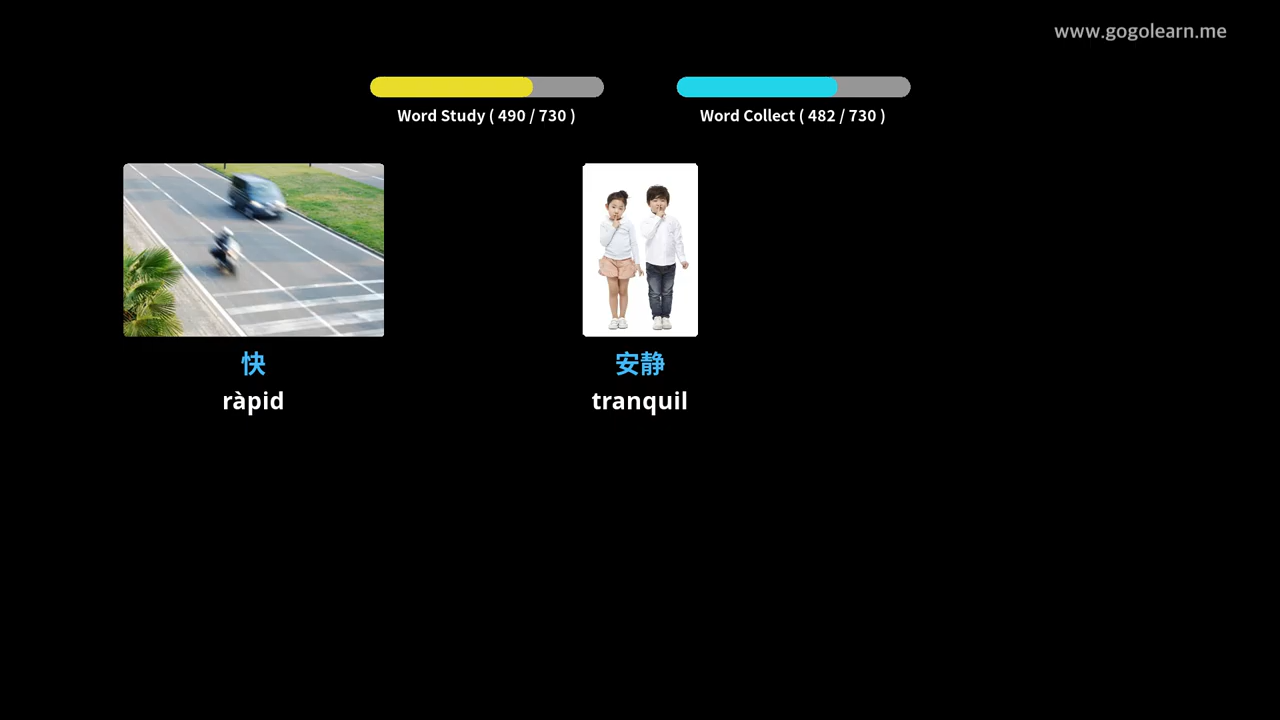 www.gogolearn.me
Word Study ( 490 / 730 )
Word Collect ( 482 / 730 )
快
ràpid
安静
tranquil